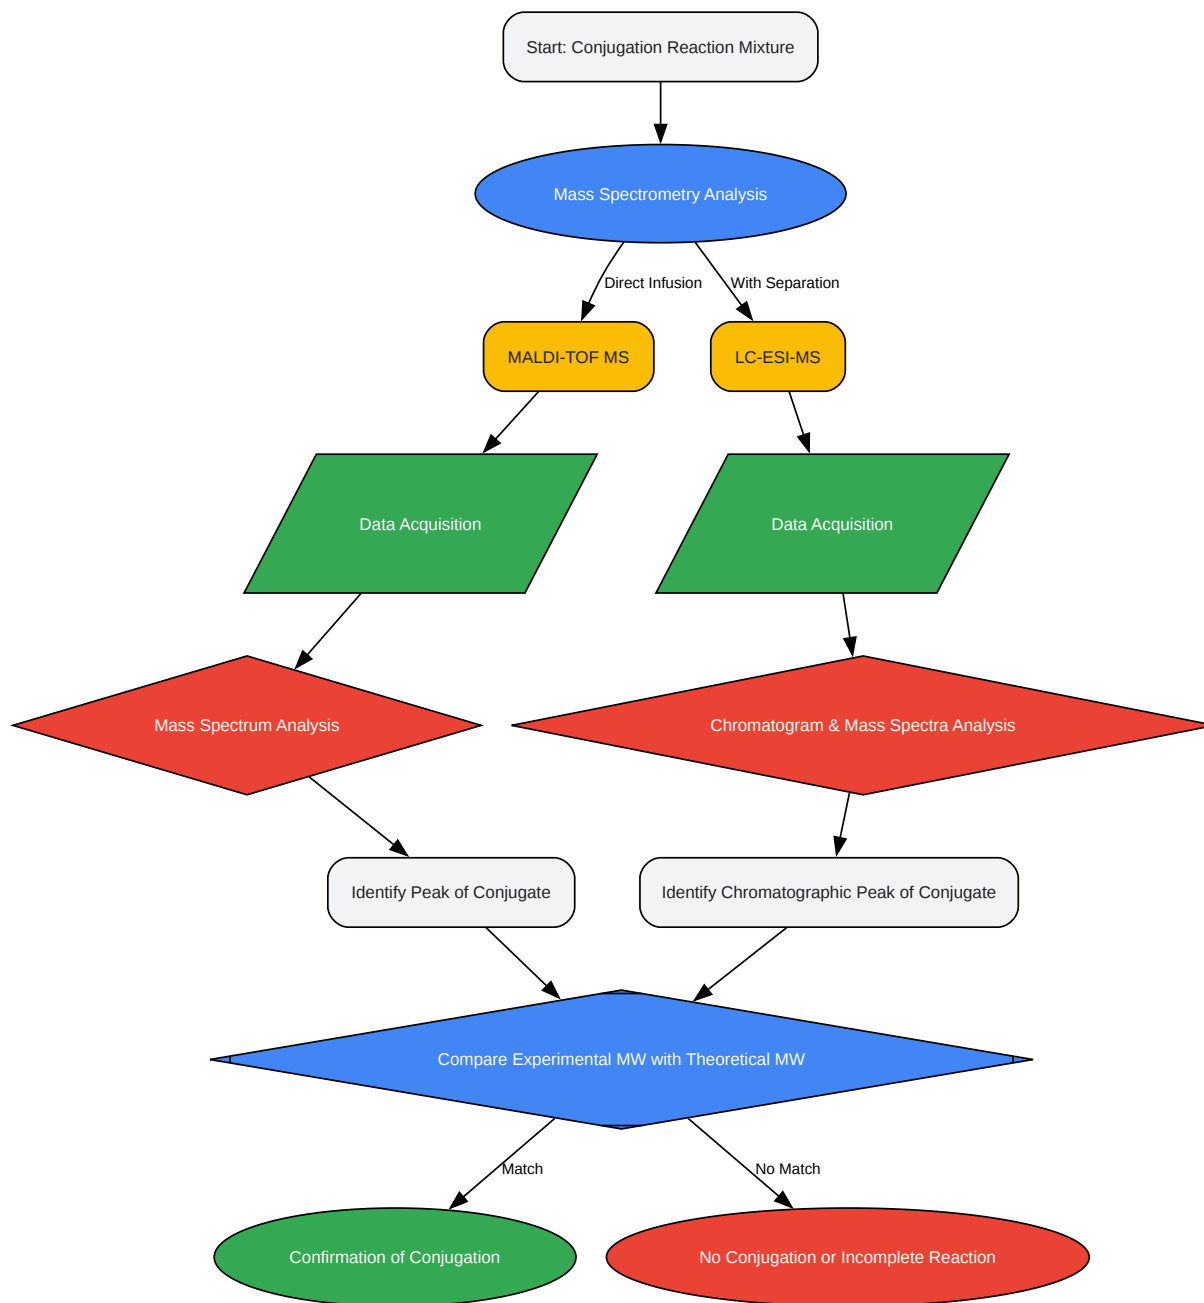 Start: Conjugation Reaction Mixture
Mass Spectrometry Analysis
Direct Infusion
With Separation
MALDI-TOF MS
LC-ESI-MS
Data Acquisition
Data Acquisition
Mass Spectrum Analysis
Chromatogram & Mass Spectra Analysis
Identify Peak of Conjugate
Identify Chromatographic Peak of Conjugate
Compare Experimental MW with Theoretical MW
Match
No Match
Confirmation of Conjugation
No Conjugation or Incomplete Reaction